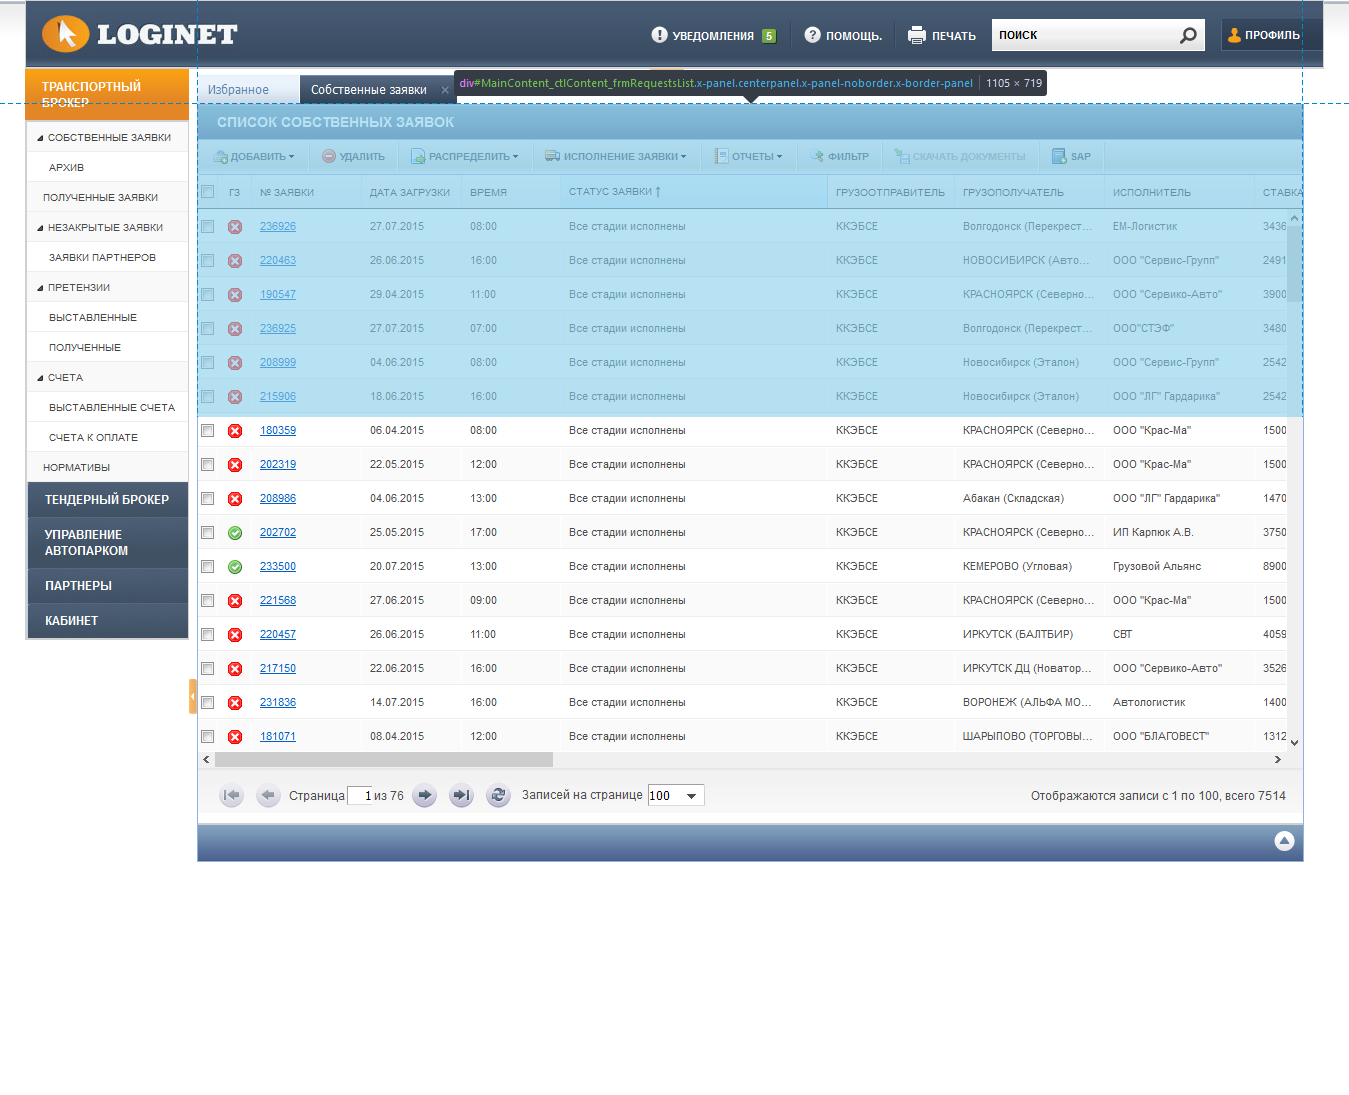 LOGINET
УВЕДОМЛЕНИЯ 5 ПОМОЩЬ. ПЕЧАТЬ ПОИСК ПРОФИЛЬ
ТРАНСПОРТНЫЙ
БРОКЕР
СОБСТВЕННЫЕ ЗАЯВКИ
АРХИВ
ПОЛУЧЕННЫЕ ЗАЯВКИ
НЕЗАКРЫТЫЕ ЗАЯВКИ
ЗАЯВКИ ПАРТНЕРОВ
ПРЕТЕНЗИИ
ВЫСТАВЛЕННЫЕ
ПОЛУЧЕННЫЕ
СЧЕТА
ВЫСТАВЛЕННЫЕ СЧЕТА
СЧЕТА К ОПЛАТЕ
НОРМАТИВЫ
ТЕНДЕРНЫЙ БРОКЕР
УПРАВЛЕНИЕ
АВТОПАРКОМ
ПАРТНЕРЫ
КАБИНЕТ
Избранное Собственные заявки
div#MainContent_ctlContent_frmRequestsList.x-panel.centerpanel.x-panel-noborder.x-border-panel 1105 × 719
СПИСОК СОБСТВЕННЫХ ЗАЯВОК
ДОБАВИТЬ УДАЛИТЬ РАСПРЕДЕЛИТЬ ИСПОЛНЕНИЕ ЗАЯВКИ ОТЧЕТЫ ФИЛЬТР СКАЧАТЬ ДОКУМЕНТЫ SAP
ГЗ № ЗАЯВКИ ДАТА ЗАГРУЗКИ ВРЕМЯ СТАТУС ЗАЯВКИ ↑ ГРУЗООТПРАВИТЕЛЬ ГРУЗОПОЛУЧАТЕЛЬ ИСПОЛНИТЕЛЬ СТАВКА
236926 27.07.2015 08:00 Все стадии исполнены ККЭБСЕ Волгодонск (Перекрест... ЕМ-Логистик 3436
220463 26.06.2015 16:00 Все стадии исполнены ККЭБСЕ НОВОСИБИРСК (Авто... ООО "Сервис-Групп" 2491
190547 29.04.2015 11:00 Все стадии исполнены ККЭБСЕ КРАСНОЯРСК (Северно... ООО "Сервико-Авто" 3900
236925 27.07.2015 07:00 Все стадии исполнены ККЭБСЕ Волгодонск (Перекрест... ООО"СТЭФ" 3480
208999 04.06.2015 08:00 Все стадии исполнены ККЭБСЕ Новосибирск (Эталон) ООО "Сервис-Групп" 2542
215906 18.06.2015 16:00 Все стадии исполнены ККЭБСЕ Новосибирск (Эталон) ООО "ЛГ" Гардарика" 2542
180359 06.04.2015 08:00 Все стадии исполнены ККЭБСЕ КРАСНОЯРСК (Северно... ООО "Крас-Ма" 1500
202319 22.05.2015 12:00 Все стадии исполнены ККЭБСЕ КРАСНОЯРСК (Северно... ООО "Крас-Ма" 1500
208986 04.06.2015 13:00 Все стадии исполнены ККЭБСЕ Абакан (Складская) ООО "ЛГ" Гардарика" 1470
202702 25.05.2015 17:00 Все стадии исполнены ККЭБСЕ КРАСНОЯРСК (Северно... ИП Карпюк А.В. 3750
233500 20.07.2015 13:00 Все стадии исполнены ККЭБСЕ КЕМЕРОВО (Угловая) Грузовой Альянс 8900
221568 27.06.2015 09:00 Все стадии исполнены ККЭБСЕ КРАСНОЯРСК (Северно... ООО "Крас-Ма" 1500
220457 26.06.2015 11:00 Все стадии исполнены ККЭБСЕ ИРКУТСК (БАЛТБИР) СВТ 4059
217150 22.06.2015 16:00 Все стадии исполнены ККЭБСЕ ИРКУТСК ДЦ (Новатор... ООО "Сервико-Авто" 3526
231836 14.07.2015 16:00 Все стадии исполнены ККЭБСЕ ВОРОНЕЖ (АЛЬФА МО... Автологистик 1400
181071 08.04.2015 12:00 Все стадии исполнены ККЭБСЕ ШАРЫПОВО (ТОРГОВЫ... ООО "БЛАГОВЕСТ" 1312
Страница 1 из 76 Записей на странице 100 Отображаются записи с 1 по 100, всего 7514